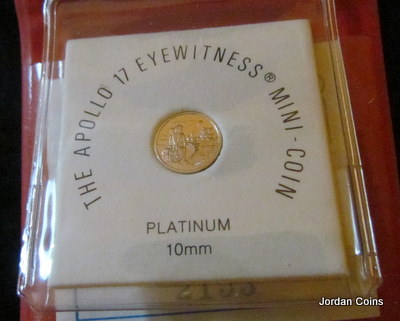 THE APOLLO 17 EYEWITNESS® MINI-COIN
PLATINUM
10mm
Jordan Coins